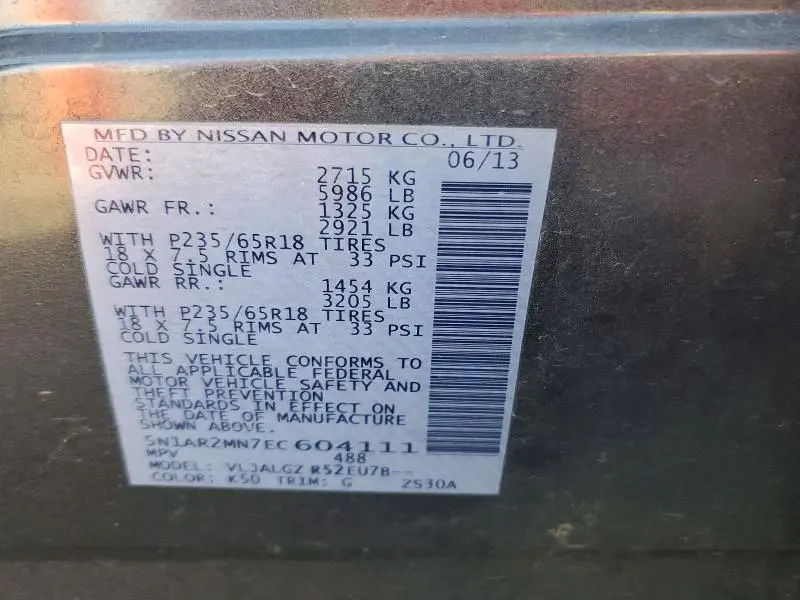 MFD BY NISSAN MOTOR CO., LTD.
DATE: 06/13
GVWR: 2715 KG
5986 LB
GAWR FR.: 1325 KG
2921 LB
WITH P235/65R18 TIRES
18 X 7.5 RIMS AT 33 PSI
COLD SINGLE
GAWR RR.: 1454 KG
3205 LB
WITH P235/65R18 TIRES
18 X 7.5 RIMS AT 33 PSI
COLD SINGLE
THIS VEHICLE CONFORMS TO
ALL APPLICABLE FEDERAL
MOTOR VEHICLE SAFETY AND
THEFT PREVENTION
STANDARDS IN EFFECT ON
THE DATE OF MANUFACTURE
SHOWN ABOVE.
5N1AR2MN7EC604111
MPV 488
MODEL: VLJALGZ R52EU7B--
COLOR: K50 TRIM: G ZS30A